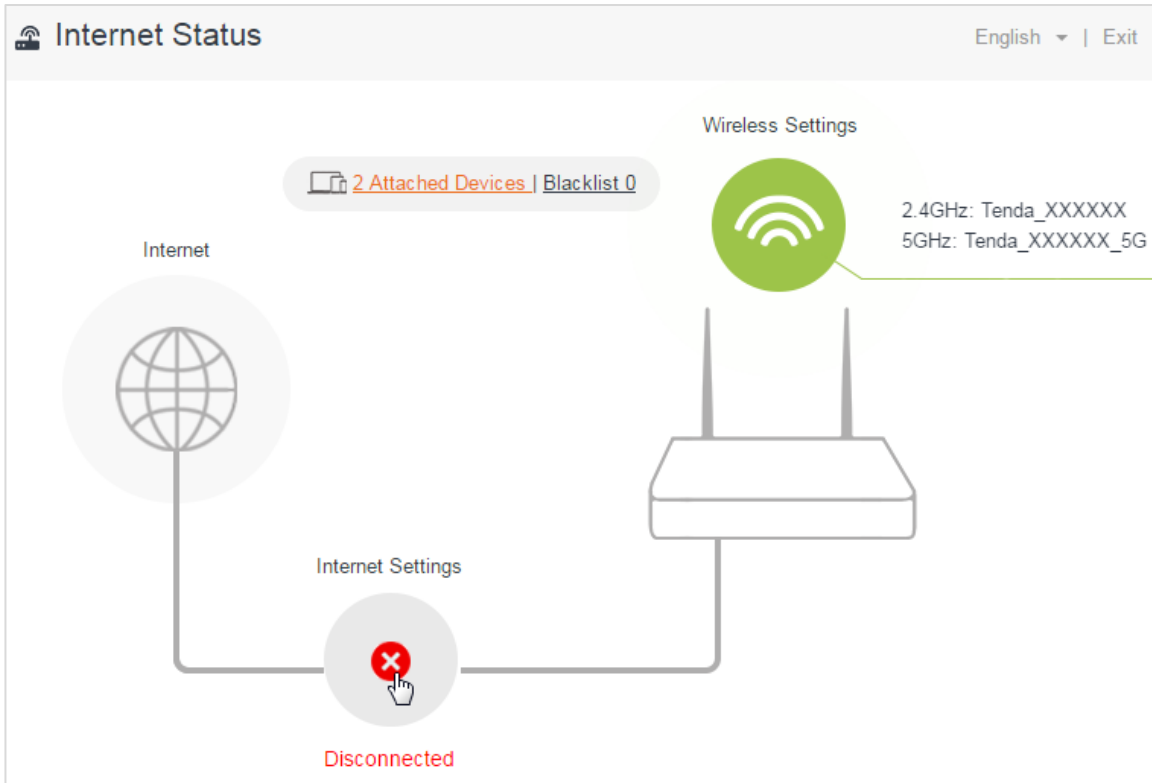 Internet Status
English | Exit
Wireless Settings
2 Attached Devices | Blacklist 0
2.4GHz: Tenda_XXXXXX
5GHz: Tenda_XXXXXX_5G
Internet
Internet Settings
Disconnected